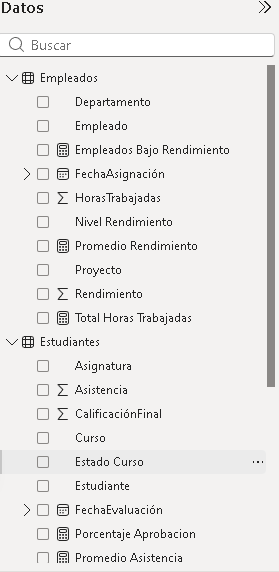 Datos
Buscar
Empleados
Departamento
Empleado
Empleados Bajo Rendimiento
FechaAsignación
HorasTrabajadas
Nivel Rendimiento
Promedio Rendimiento
Proyecto
Rendimiento
Total Horas Trabajadas
Estudiantes
Asignatura
Asistencia
CalificaciónFinal
Curso
Estado Curso
Estudiante
FechaEvaluación
Porcentaje Aprobacion
Promedio Asistencia